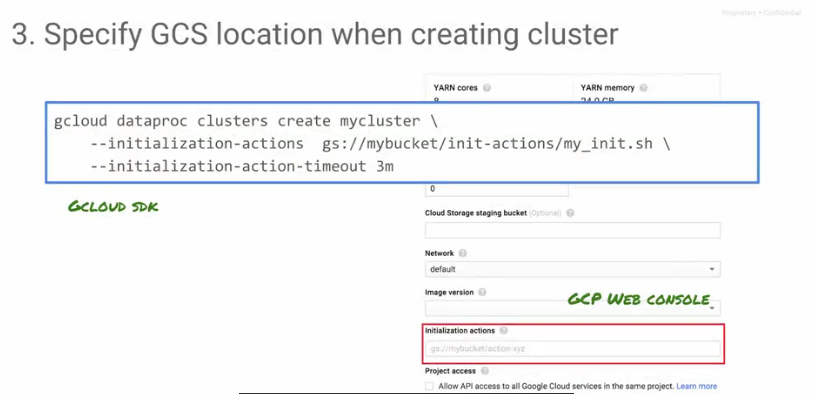 Proprietary + Confidential
3. Specify GCS location when creating cluster
YARN cores
YARN memory
8
24.0 GB
gcloud dataproc clusters create mycluster \
--initialization-actions gs://mybucket/init-actions/my_init.sh \
--initialization-action-timeout 3m
0
Gcloud SDK
Cloud Storage staging bucket (Optional)
Network
default
Image version
GCP Web console
Initialization actions
gs://mybucket/action-xyz
Project access
Allow API access to all Google Cloud services in the same project. Learn more